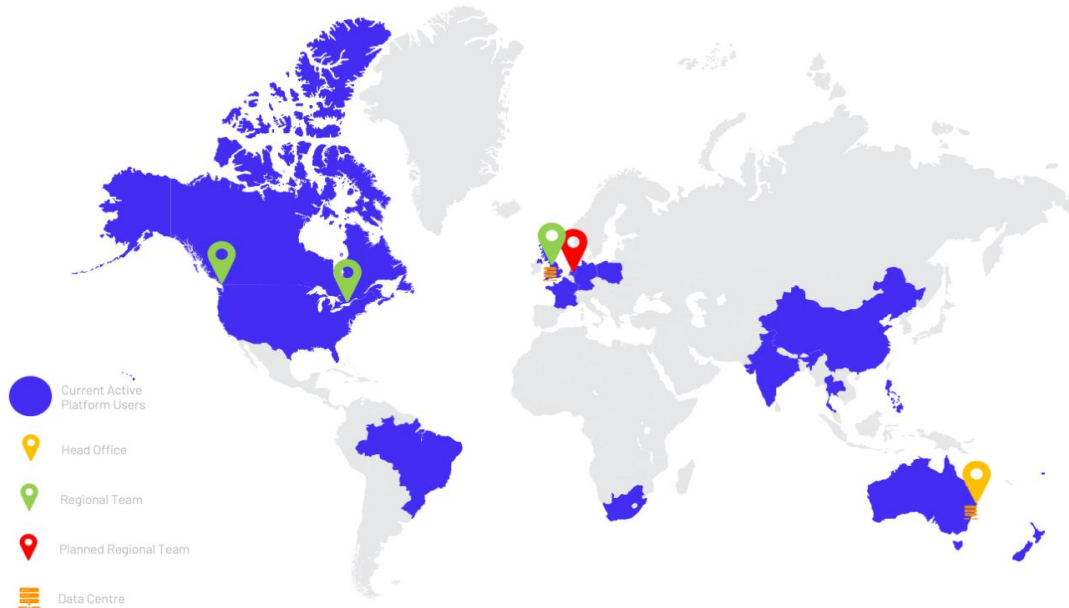 Current Active
Platform Users
Head Office
Regional Team
Planned Regional Team
Data Centre